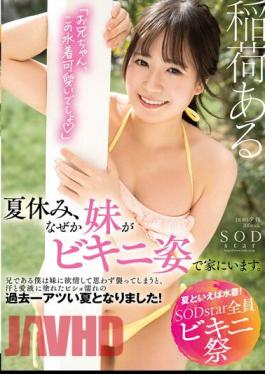 稲荷ある
「お兄ちゃん、
この水着可愛いでしょ♡」
SOD
star
夏休み、
なぜか妹が
ビキニ姿で家にいます。
兄である僕は妹に欲情して思わず襲ってしまうと、
汗と愛液に塗れたビショ濡れの
過去一アツい夏となりました!
夏といえば水着!
SODstar全員
ビキニ祭
JAVHD